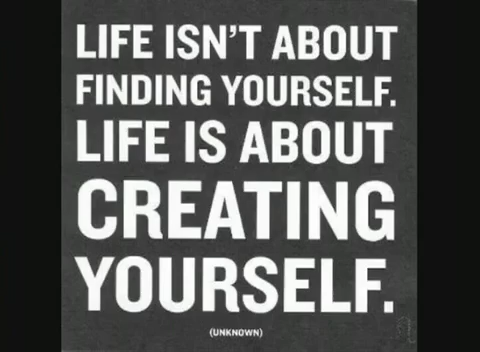 LIFE ISN'T ABOUT
FINDING YOURSELF.
LIFE IS ABOUT
CREATING
YOURSELF.
(UNKNOWN)